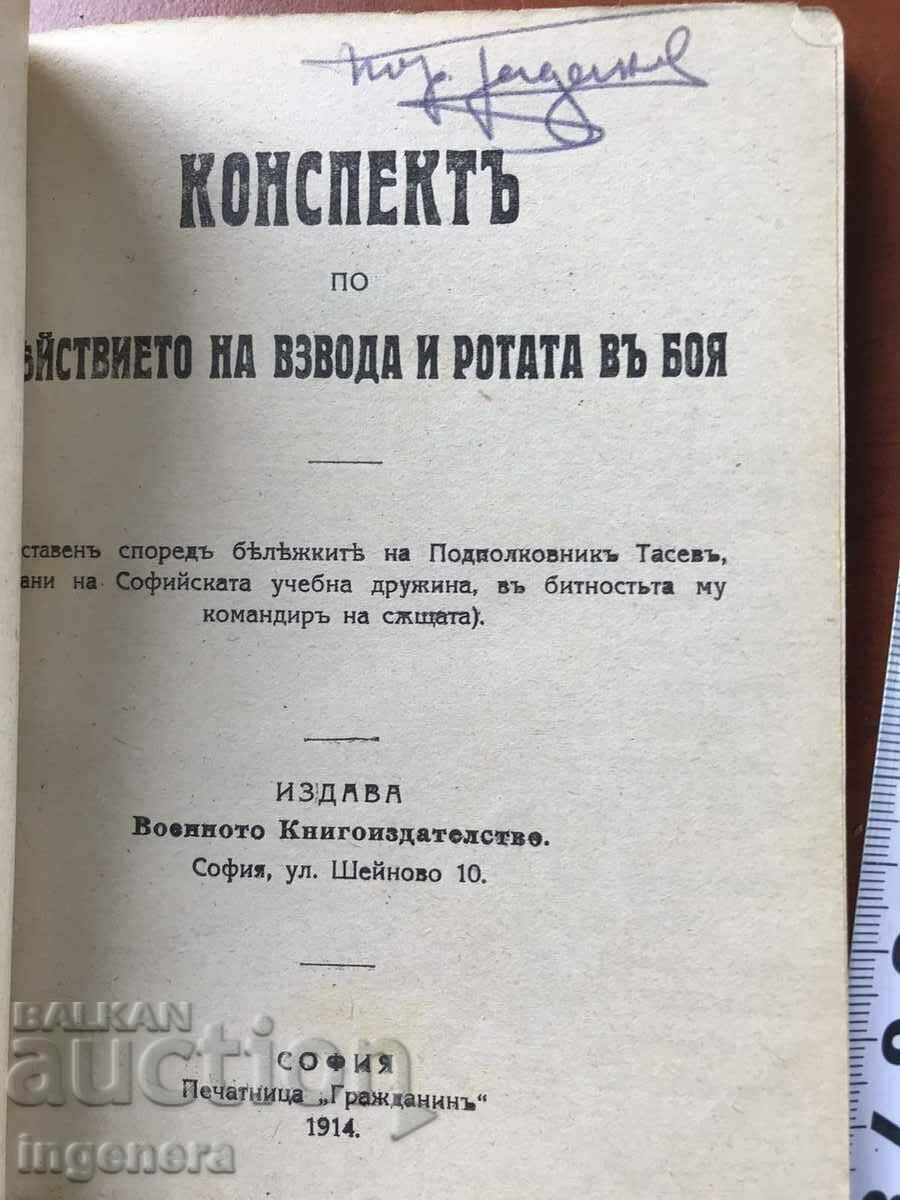 КОНСПЕКТЪ
ПО
ѢЙСТВИЕТО НА ВЗВОДА И РОТАТА ВЪ БОЯ
ставенъ споредъ бѣлѣжкитѣ на Подполковникъ Тасевъ,
ани на Софийската учебна дружина, въ битностьта му
командиръ на сѫщата).
ИЗДАВА
Военното Книгоиздателство.
София, ул. Шейново 10.
СОФИЯ
Печатница „Гражданинъ“
1914.
BALKAN
auction
ingenera